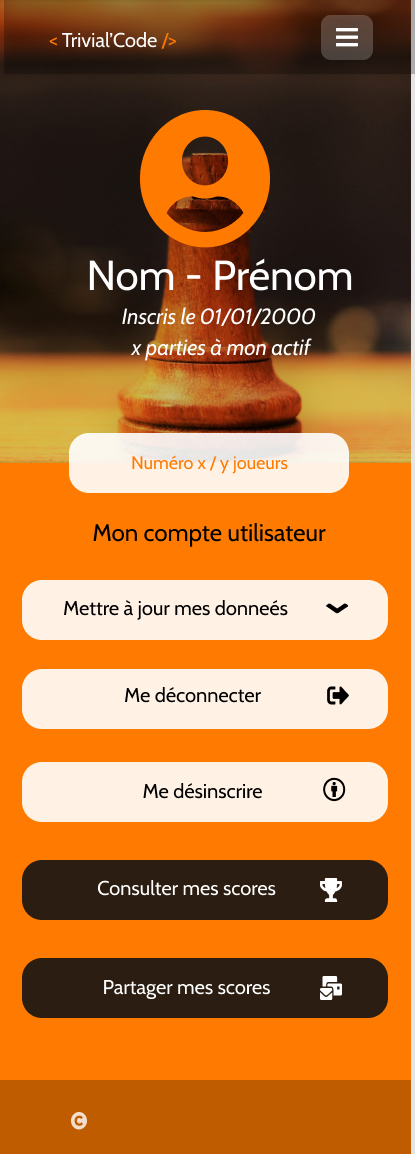 < Trivial'Code />
Nom - Prénom
Inscris le 01/01/2000
x parties à mon actif
Numéro x / y joueurs
Mon compte utilisateur
Mettre à jour mes donneés
Me déconnecter
Me désinscrire
Consulter mes scores
Partager mes scores
©